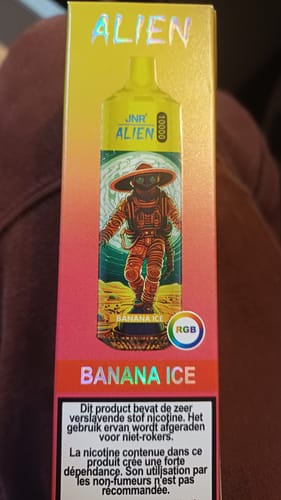 ALIEN
JNR
ALIEN
10000
BANANA ICE
RGB
BANANA ICE
Dit product bevat de zeer
verslavende stof nicotine. Het
gebruik ervan wordt afgeraden
voor niet-rokers.
La nicotine contenue dans ce
produit crée une forte
dépendance. Son utilisation par
les non-fumeurs n'est pas
recommandée.